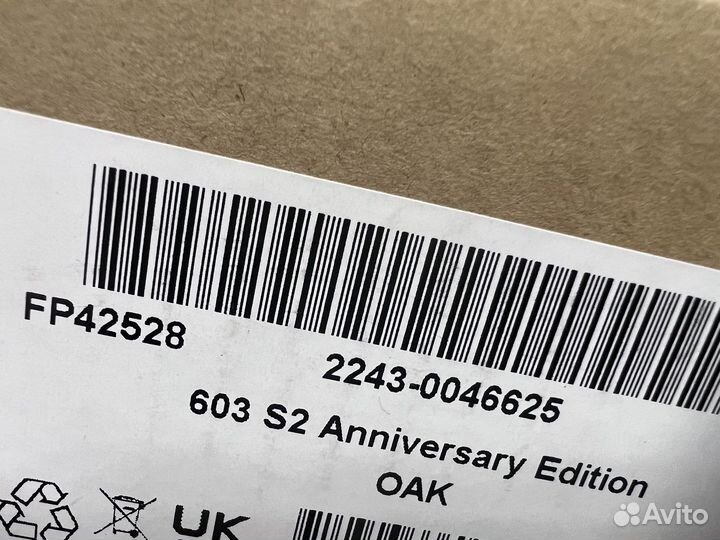 FP42528
2243-0046625
603 S2 Anniversary Edition
OAK
UK
Avito